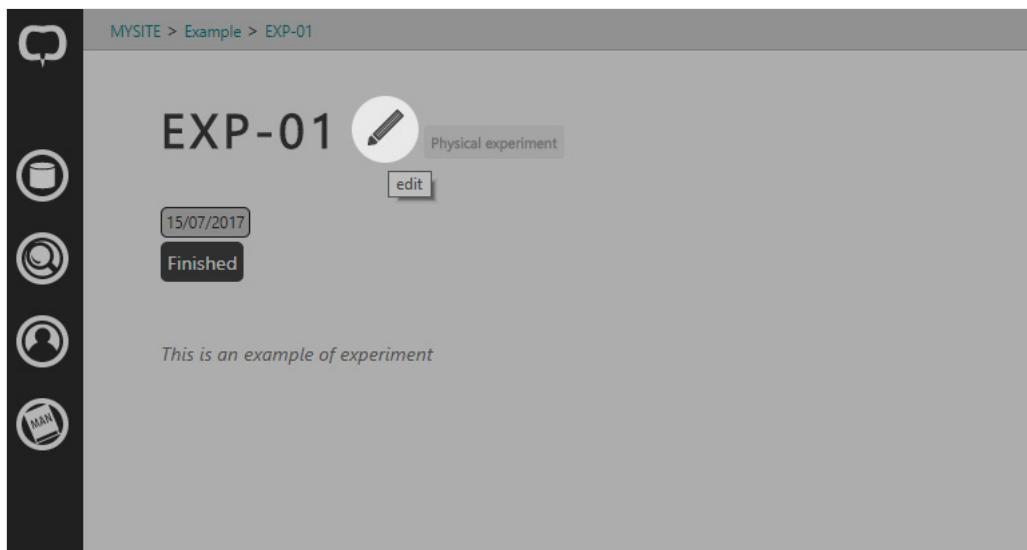 MYSITE > Example > EXP-01
EXP-01
Physical experiment
edit
15/07/2017
Finished
This is an example of experiment
MAN